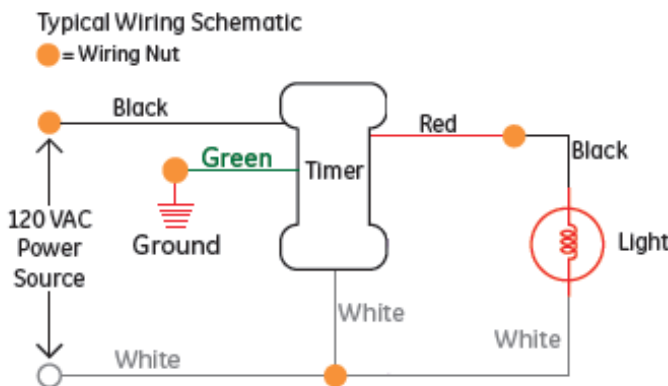 Typical Wiring Schematic
= Wiring Nut
Black
Red
Black
Green
Timer
120 VAC
Power
Source
Ground
Light
White
White
White